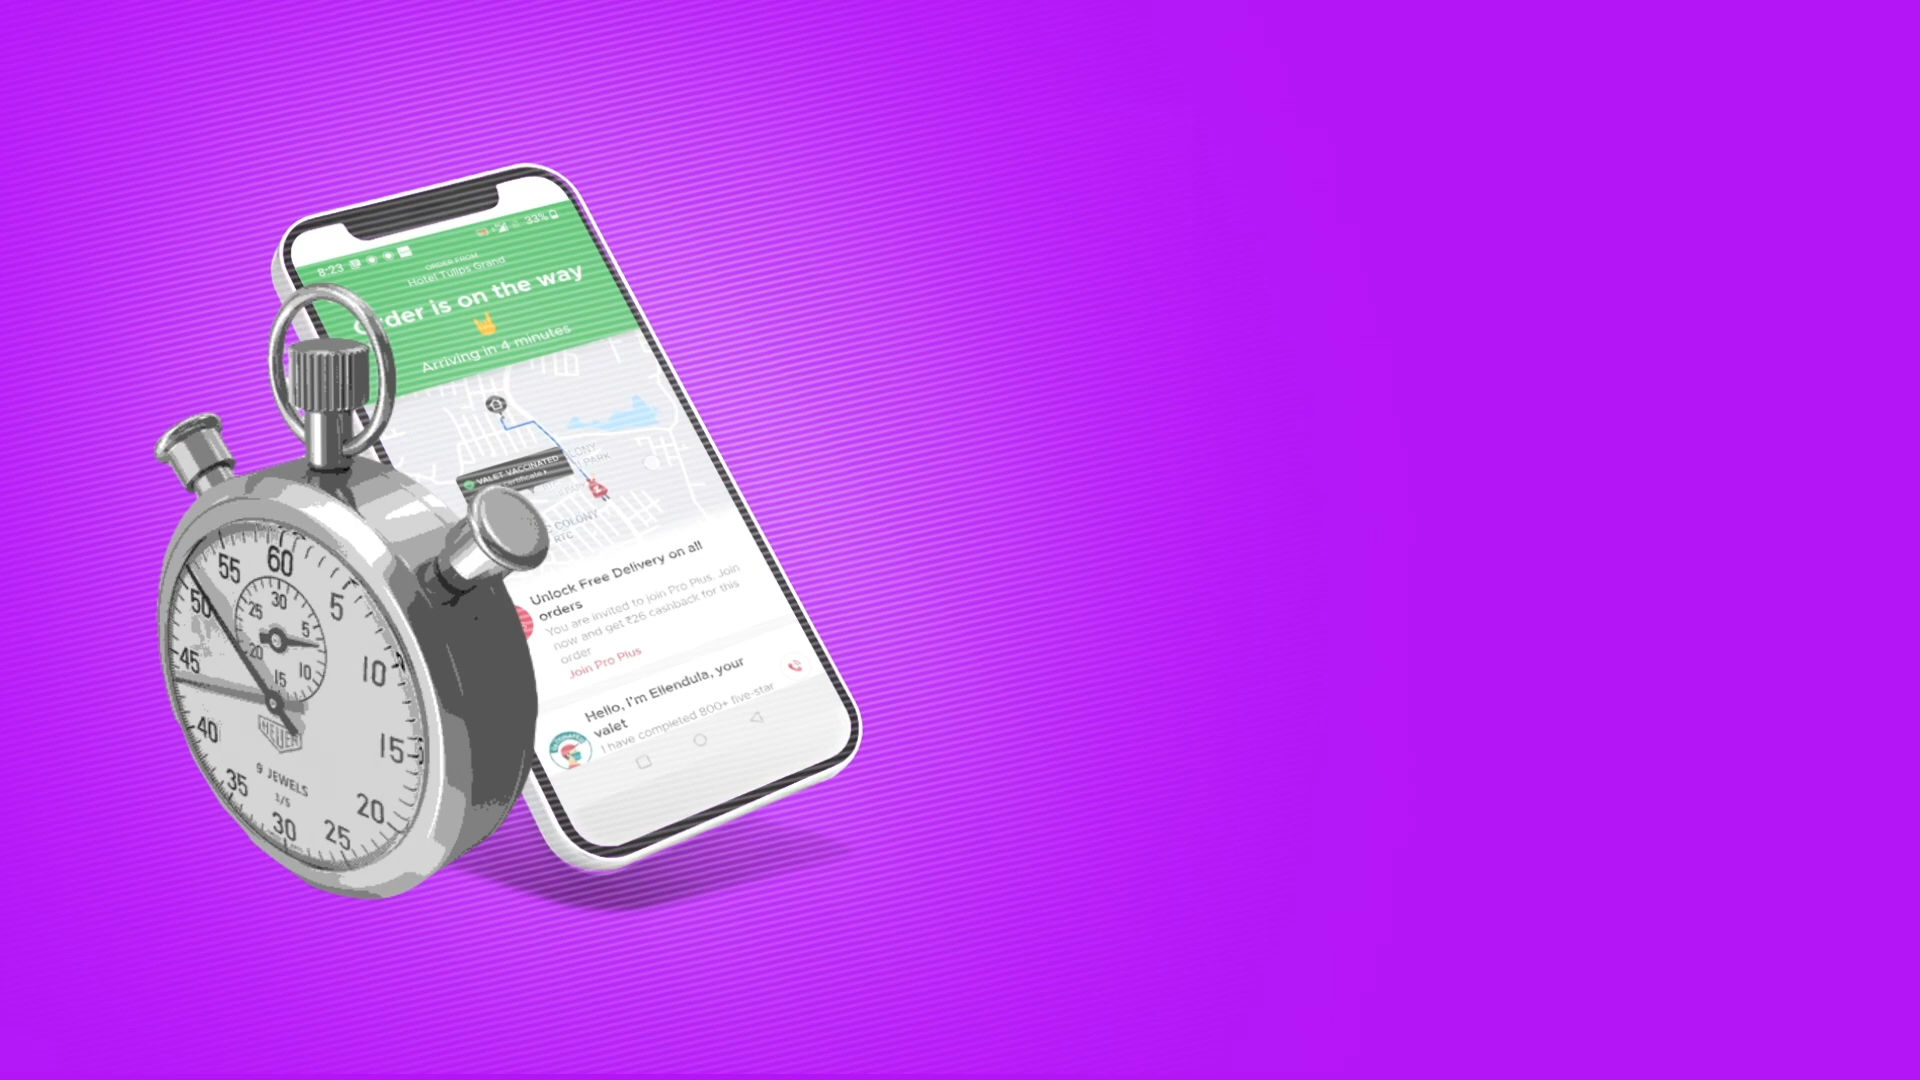 8:23
33%
ORDER FROM
Hotel Tulips Grand
Order is on the way
Arriving in 4 minutes
VALET VACCINATED
certificate
COLONY
PARK
C COLONY
RTC
Unlock Free Delivery on all
orders
You are invited to join Pro Plus. Join
now and get ₹26 cashback for this
order
Join Pro Plus
Hello, I'm Ellendula, your
valet
I have completed 800+ five-star
60
55
5
50
10
45
40
15
35
20
30
25
30
25
5
20
10
15
HEUER
9 JEWELS
1/5